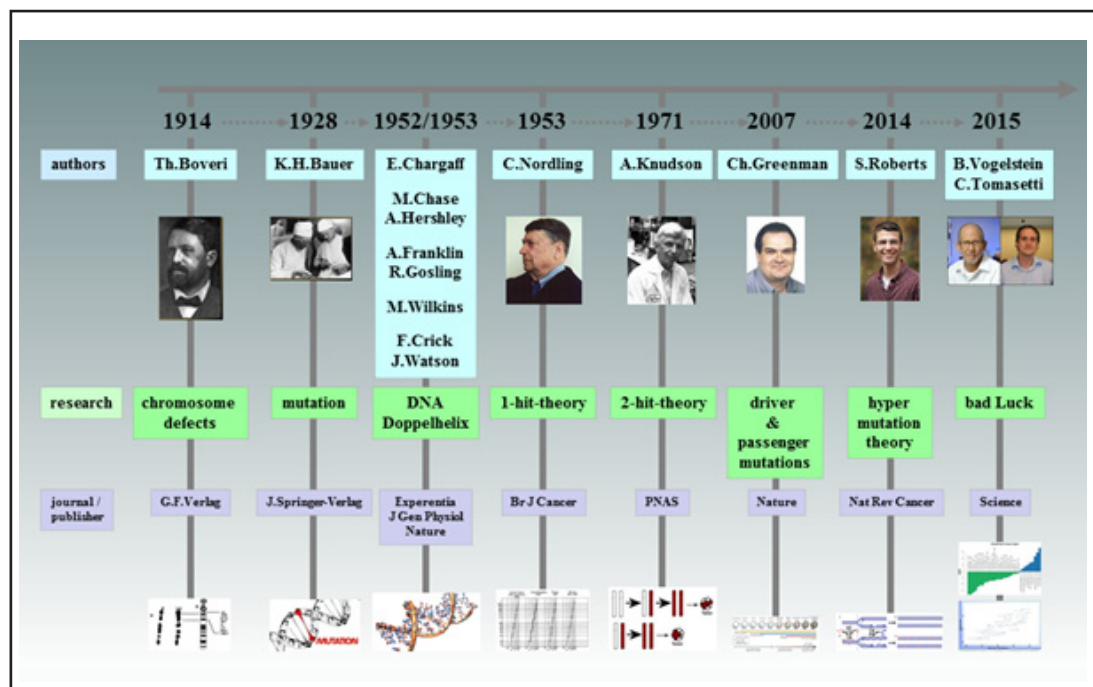 1914
1928
1952/1953
1953
1971
2007
2014
2015
authors
Th.Boveri
K.H.Bauer
E.Chargaff
M.Chase
A.Hershley
A.Franklin
R.Gosling
M.Wilkins
F.Crick
J.Watson
C.Nordling
A.Knudson
Ch.Greenman
S.Roberts
B.Vogelstein
C.Tomasetti
research
chromosome
defects
mutation
DNA
Doppelhelix
1-hit-theory
2-hit-theory
driver
&
passenger
mutations
hyper
mutation
theory
bad Luck
journal /
publisher
G.F.Verlag
J.Springer-Verlag
Experentia
J Gen Physiol
Nature
Br J Cancer
PNAS
Nature
Nat Rev Cancer
Science
MUTATION